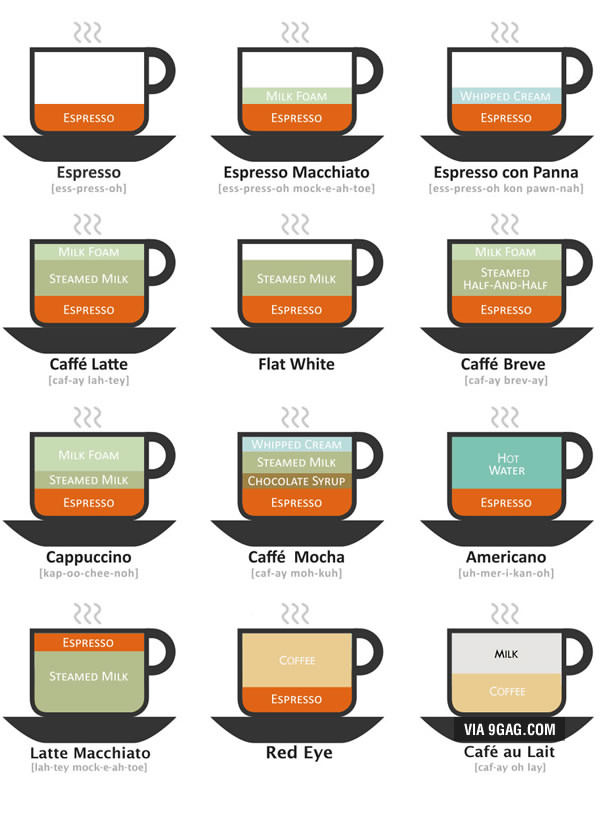 Espresso
Espresso
[ess-press-oh]
Milk Foam
Espresso
Espresso Macchiato
[ess-press-oh mock-e-ah-toe]
Whipped Cream
Espresso
Espresso con Panna
[ess-press-oh kon pawn-nah]
Milk Foam
Steamed Milk
Espresso
Caffé Latte
[caf-ay lah-tey]
Steamed Milk
Espresso
Flat White
Milk Foam
Steamed
Half-And-Half
Espresso
Caffé Breve
[caf-ay brev-ay]
Milk Foam
Steamed Milk
Espresso
Cappuccino
[kap-oo-chee-noh]
Whipped Cream
Steamed Milk
Chocolate Syrup
Espresso
Caffé Mocha
[caf-ay moh-kuh]
Hot
Water
Espresso
Americano
[uh-mer-i-kan-oh]
Espresso
Steamed Milk
Latte Macchiato
[lah-tey mock-e-ah-toe]
Coffee
Espresso
Red Eye
Milk
Coffee
VIA 9GAG.COM
Café au Lait
[caf-ay oh lay]